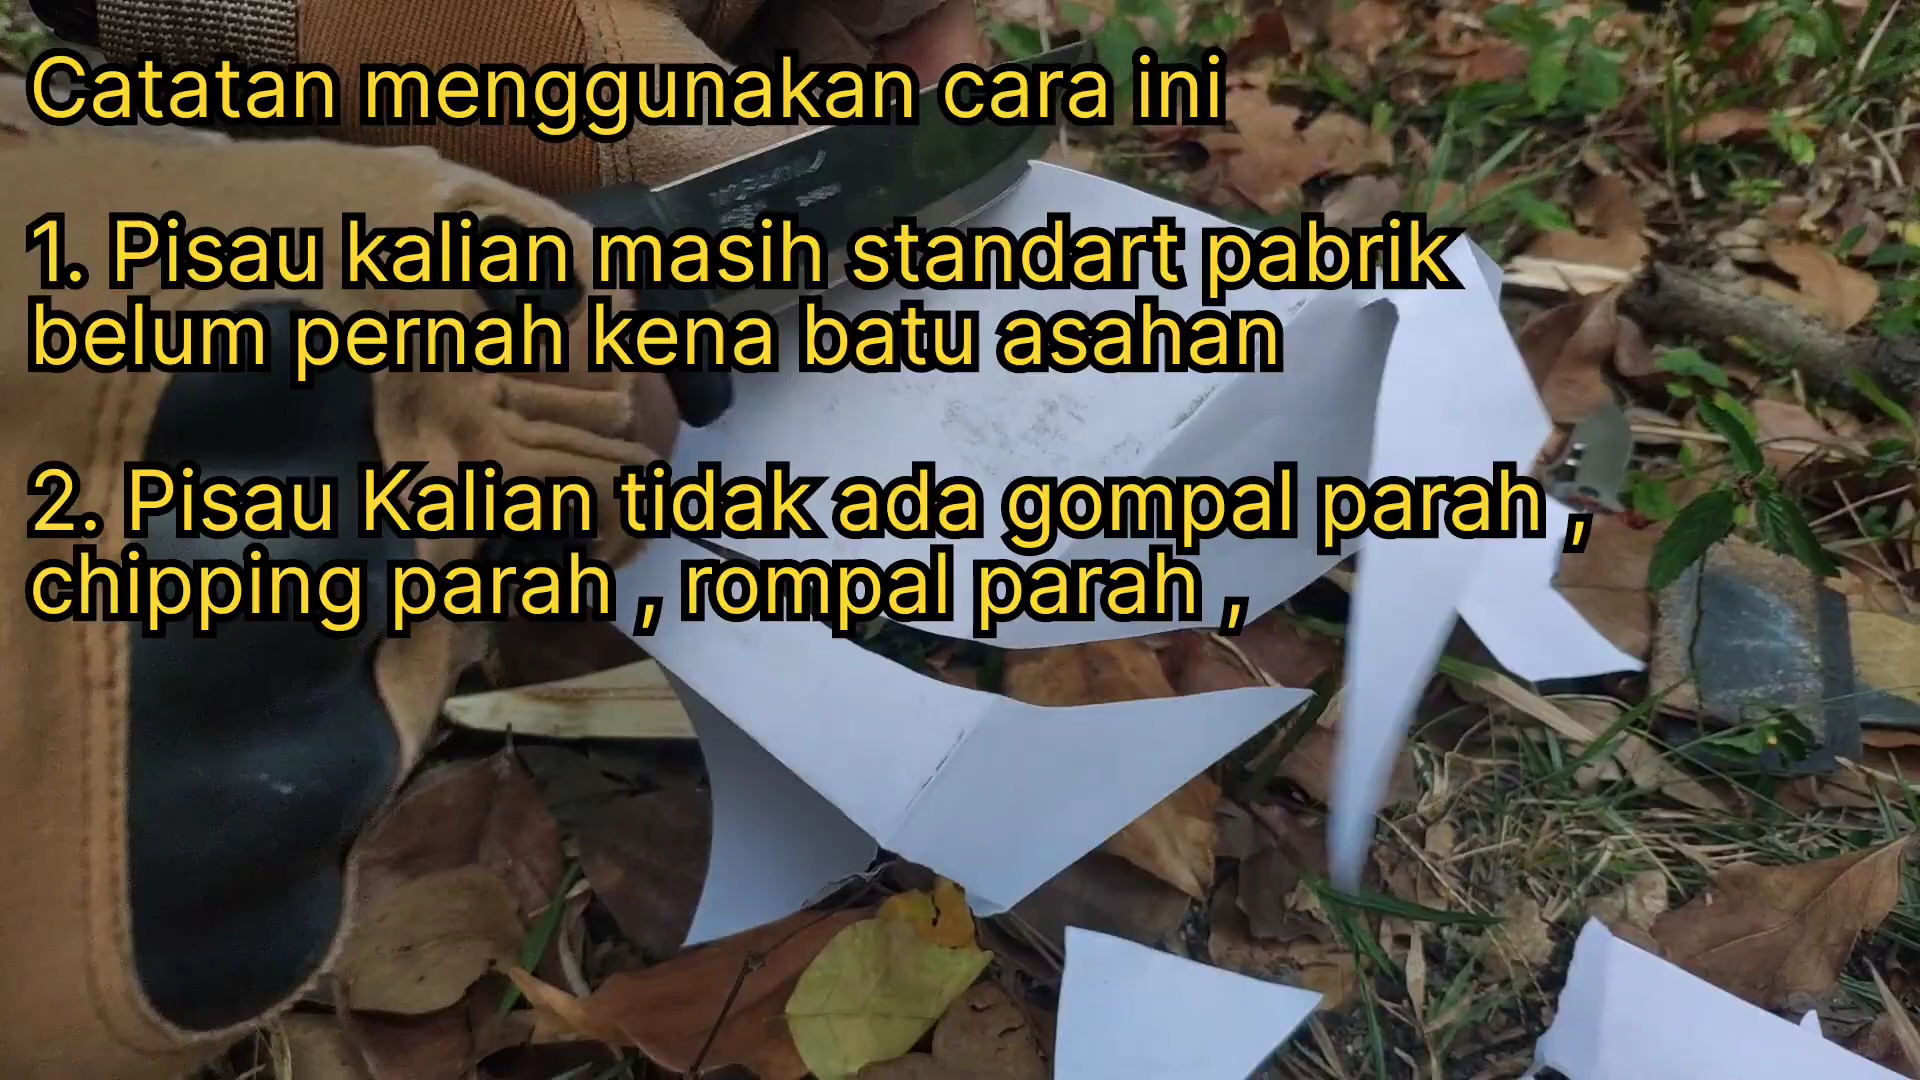 Catatan menggunakan cara ini
1. Pisau kalian masih standart pabrik
belum pernah kena batu asahan
2. Pisau Kalian tidak ada gompal parah ,
chipping parah , rompal parah ,